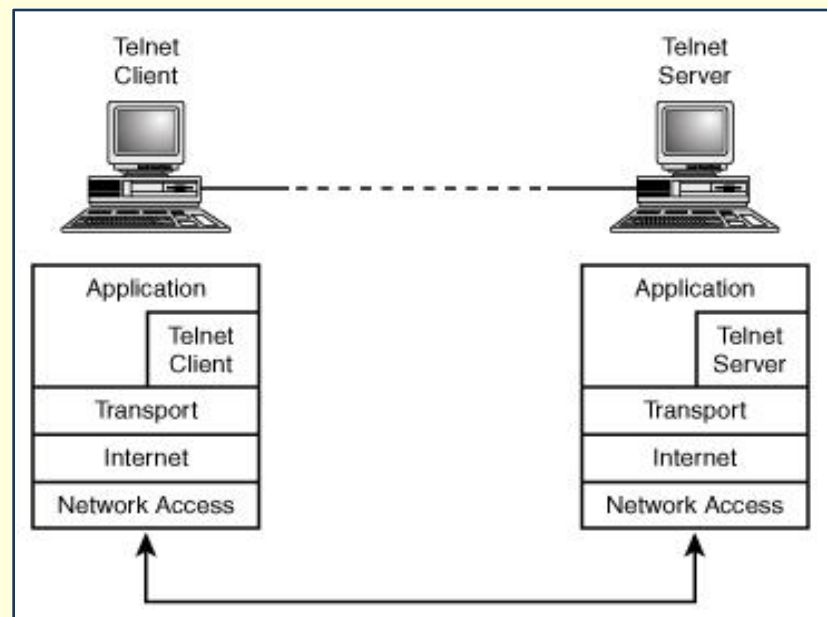 Telnet
Client
Telnet
Server
Application
Telnet
Client
Transport
Internet
Network Access
Application
Telnet
Server
Transport
Internet
Network Access